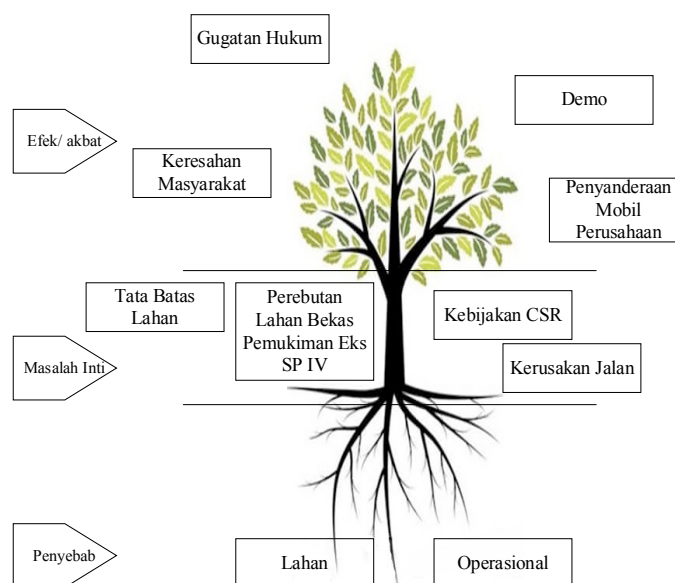 Gugatan Hukum
Demo
Efek/ akbat
Keresahan
Masyarakat
Penyanderaan
Mobil
Perusahaan
Tata Batas
Lahan
Perebutan
Lahan Bekas
Pemukiman Eks
SP IV
Kebijakan CSR
Masalah Inti
Kerusakan Jalan
Penyebab
Lahan
Operasional